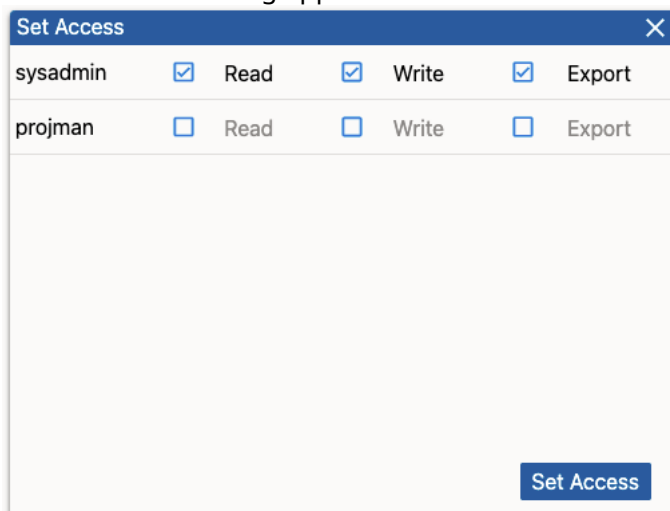 Set Access
sysadmin Read Write Export
projman Read Write Export
Set Access